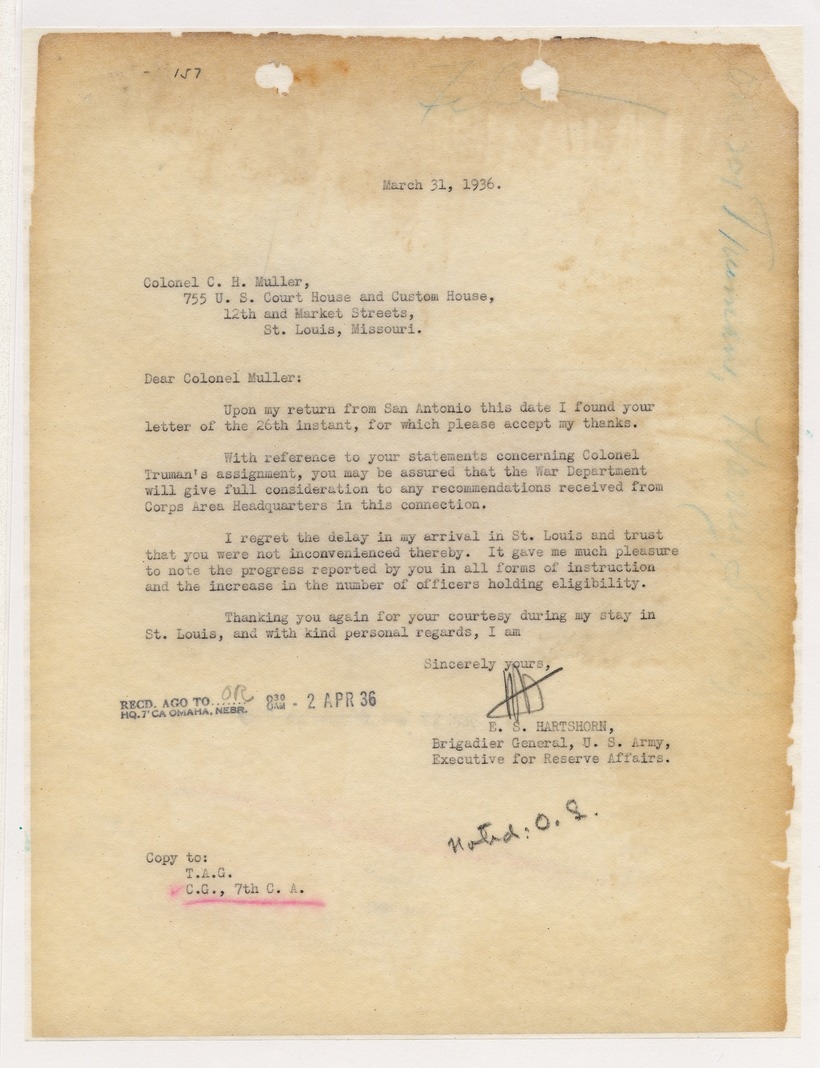 - 157
File
March 31, 1936.
Colonel C. H. Muller,
755 U. S. Court House and Custom House,
12th and Market Streets,
St. Louis, Missouri.
Dear Colonel Muller:
Upon my return from San Antonio this date I found your
letter of the 26th instant, for which please accept my thanks.
With reference to your statements concerning Colonel
Truman's assignment, you may be assured that the War Department
will give full consideration to any recommendations received from
Corps Area Headquarters in this connection.
I regret the delay in my arrival in St. Louis and trust
that you were not inconvenienced thereby. It gave me much pleasure
to note the progress reported by you in all forms of instruction
and the increase in the number of officers holding eligibility.
Thanking you again for your courtesy during my stay in
St. Louis, and with kind personal regards, I am
Sincerely yours,
RECD. AGO TO...... OR 8 30 AM - 2 APR 36
HQ. 7' CA OMAHA, NEBR.
E. S. HARTSHORN,
Brigadier General, U. S. Army,
Executive for Reserve Affairs.
Noted: O. S.
Copy to:
T.A.G.
C.G., 7th C. A.
Truman,